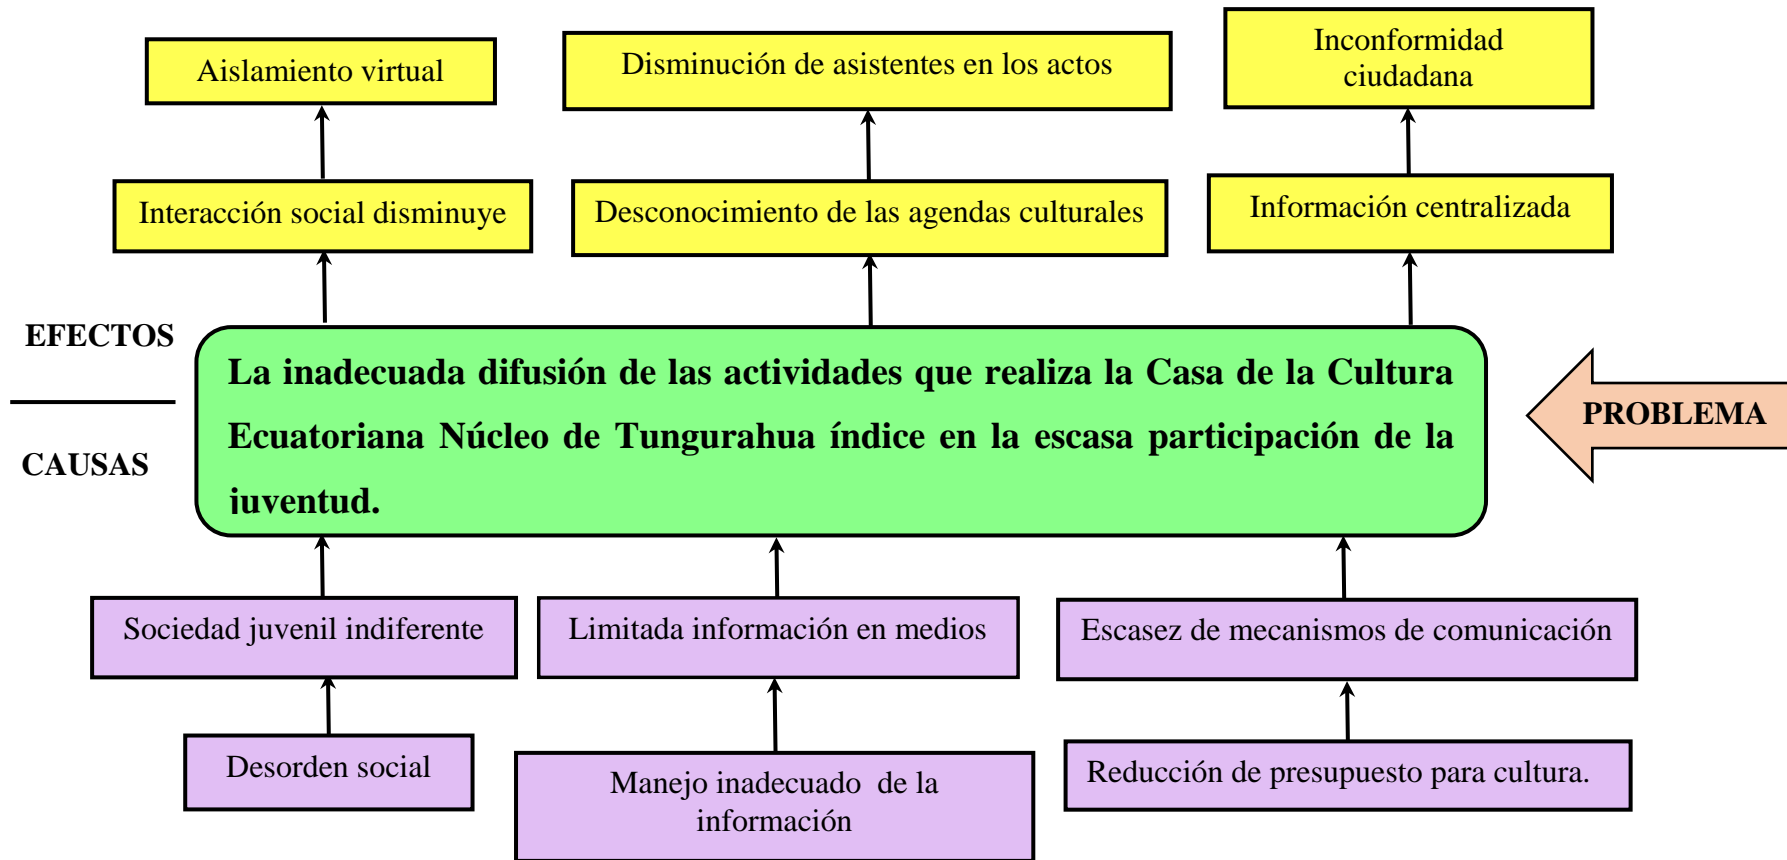 Aislamiento virtual
Disminución de asistentes en los actos
Inconformidad
ciudadana
Interacción social disminuye
Desconocimiento de las agendas culturales
Información centralizada
EFECTOS
CAUSAS
La inadecuada difusión de las actividades que realiza la Casa de la Cultura
Ecuatoriana Núcleo de Tungurahua índice en la escasa participación de la
juventud.
PROBLEMA
Sociedad juvenil indiferente
Limitada información en medios
Escasez de mecanismos de comunicación
Desorden social
Manejo inadecuado de la
información
Reducción de presupuesto para cultura.